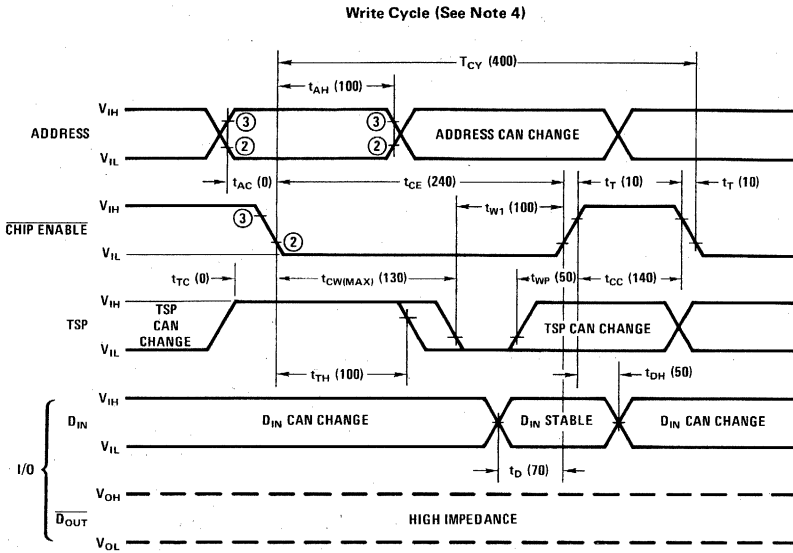 Write Cycle (See Note 4)
T_CY (400)
t_AH (100)
ADDRESS
V_IH
V_IL
③
②
③
②
ADDRESS CAN CHANGE
t_AC (0)
t_CE (240)
t_T (10)
t_T (10)
CHIP ENABLE
V_IH
V_IL
③
②
t_W1 (100)
t_TC (0)
t_CW(MAX) (130)
t_WP (50)
t_CC (140)
TSP
V_IH
V_IL
TSP
CAN
CHANGE
TSP CAN CHANGE
t_TH (100)
t_DH (50)
I/O
D_IN
V_IH
V_IL
D_IN CAN CHANGE
D_IN STABLE
D_IN CAN CHANGE
t_D (70)
D_OUT
V_OH
V_OL
HIGH IMPEDANCE